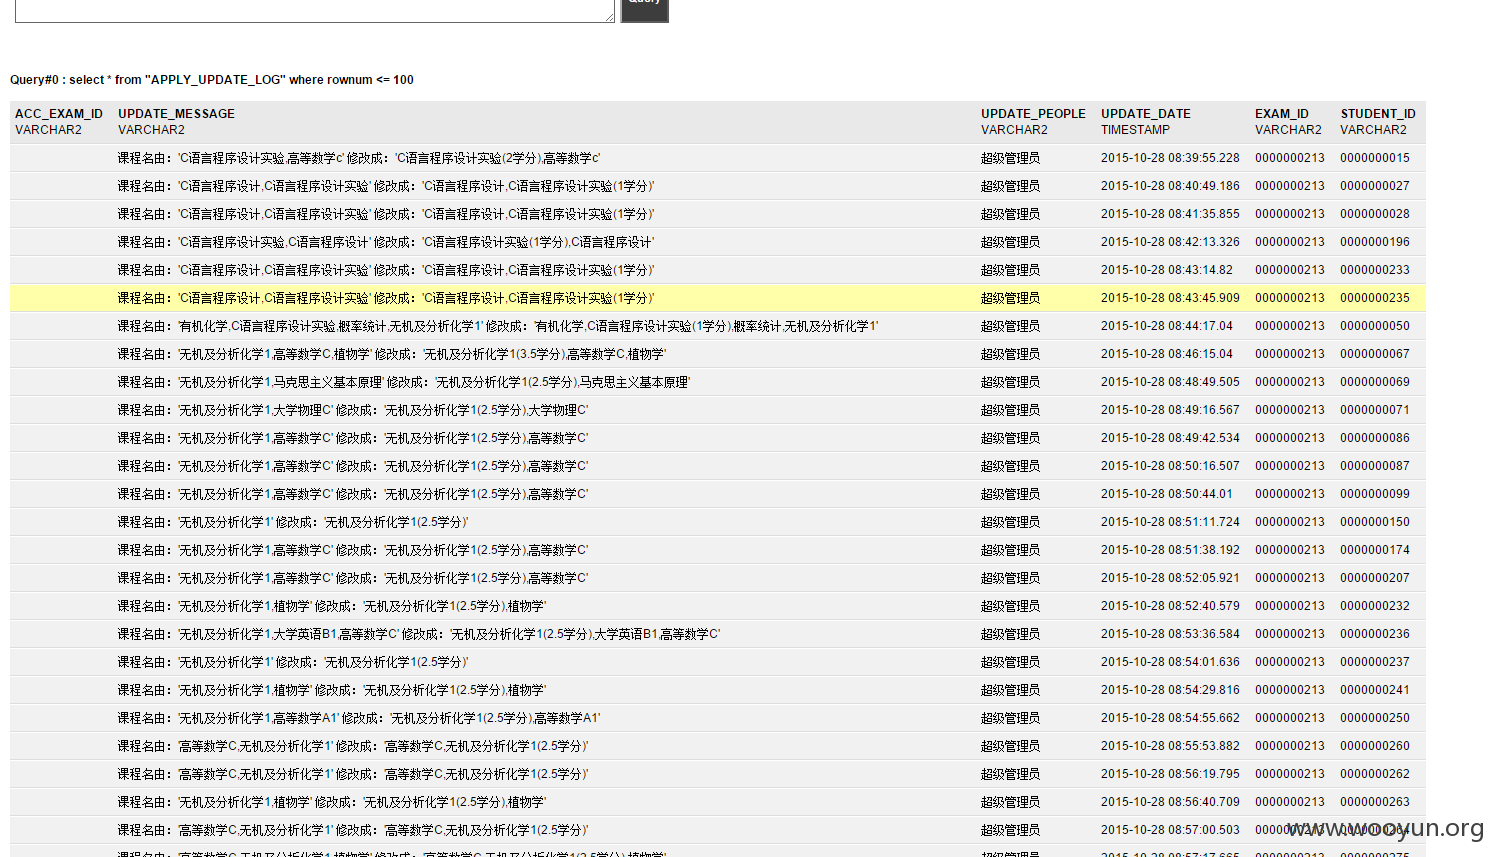 Query
Query#0 : select * from "APPLY_UPDATE_LOG" where rownum <= 100
ACC_EXAM_ID UPDATE_MESSAGE UPDATE_PEOPLE UPDATE_DATE EXAM_ID STUDENT_ID
VARCHAR2 VARCHAR2 VARCHAR2 TIMESTAMP VARCHAR2 VARCHAR2
课程名由：'C语言程序设计实验,高等数学c' 修改成：'C语言程序设计实验(2学分),高等数学c' 超级管理员 2015-10-28 08:39:55.228 0000000213 0000000015
课程名由：'C语言程序设计,C语言程序设计实验' 修改成：'C语言程序设计,C语言程序设计实验(1学分)' 超级管理员 2015-10-28 08:40:49.186 0000000213 0000000027
课程名由：'C语言程序设计,C语言程序设计实验' 修改成：'C语言程序设计,C语言程序设计实验(1学分)' 超级管理员 2015-10-28 08:41:35.855 0000000213 0000000028
课程名由：'C语言程序设计实验,C语言程序设计' 修改成：'C语言程序设计实验(1学分),C语言程序设计' 超级管理员 2015-10-28 08:42:13.326 0000000213 0000000196
课程名由：'C语言程序设计,C语言程序设计实验' 修改成：'C语言程序设计,C语言程序设计实验(1学分)' 超级管理员 2015-10-28 08:43:14.82 0000000213 0000000233
课程名由：'C语言程序设计,C语言程序设计实验' 修改成：'C语言程序设计,C语言程序设计实验(1学分)' 超级管理员 2015-10-28 08:43:45.909 0000000213 0000000235
课程名由：'有机化学,C语言程序设计实验,概率统计,无机及分析化学1' 修改成：'有机化学,C语言程序设计实验(1学分),概率统计,无机及分析化学1' 超级管理员 2015-10-28 08:44:17.04 0000000213 0000000050
课程名由：'无机及分析化学1,高等数学C,植物学' 修改成：'无机及分析化学1(3.5学分),高等数学C,植物学' 超级管理员 2015-10-28 08:46:15.04 0000000213 0000000067
课程名由：'无机及分析化学1,马克思主义基本原理' 修改成：'无机及分析化学1(2.5学分),马克思主义基本原理' 超级管理员 2015-10-28 08:48:49.505 0000000213 0000000069
课程名由：'无机及分析化学1,大学物理C' 修改成：'无机及分析化学1(2.5学分),大学物理C' 超级管理员 2015-10-28 08:49:16.567 0000000213 0000000071
课程名由：'无机及分析化学1,高等数学C' 修改成：'无机及分析化学1(2.5学分),高等数学C' 超级管理员 2015-10-28 08:49:42.534 0000000213 0000000086
课程名由：'无机及分析化学1,高等数学C' 修改成：'无机及分析化学1(2.5学分),高等数学C' 超级管理员 2015-10-28 08:50:16.507 0000000213 0000000087
课程名由：'无机及分析化学1,高等数学C' 修改成：'无机及分析化学1(2.5学分),高等数学C' 超级管理员 2015-10-28 08:50:44.01 0000000213 0000000099
课程名由：'无机及分析化学1' 修改成：'无机及分析化学1(2.5学分)' 超级管理员 2015-10-28 08:51:11.724 0000000213 0000000150
课程名由：'无机及分析化学1,高等数学C' 修改成：'无机及分析化学1(2.5学分),高等数学C' 超级管理员 2015-10-28 08:51:38.192 0000000213 0000000174
课程名由：'无机及分析化学1,高等数学C' 修改成：'无机及分析化学1(2.5学分),高等数学C' 超级管理员 2015-10-28 08:52:05.921 0000000213 0000000207
课程名由：'无机及分析化学1,植物学' 修改成：'无机及分析化学1(2.5学分),植物学' 超级管理员 2015-10-28 08:52:40.579 0000000213 0000000232
课程名由：'无机及分析化学1,大学英语B1,高等数学C' 修改成：'无机及分析化学1(2.5学分),大学英语B1,高等数学C' 超级管理员 2015-10-28 08:53:36.584 0000000213 0000000236
课程名由：'无机及分析化学1' 修改成：'无机及分析化学1(2.5学分)' 超级管理员 2015-10-28 08:54:01.636 0000000213 0000000237
课程名由：'无机及分析化学1,植物学' 修改成：'无机及分析化学1(2.5学分),植物学' 超级管理员 2015-10-28 08:54:29.816 0000000213 0000000241
课程名由：'无机及分析化学1,高等数学A1' 修改成：'无机及分析化学1(2.5学分),高等数学A1' 超级管理员 2015-10-28 08:54:55.662 0000000213 0000000250
课程名由：'高等数学C,无机及分析化学1' 修改成：'高等数学C,无机及分析化学1(2.5学分)' 超级管理员 2015-10-28 08:55:53.882 0000000213 0000000260
课程名由：'高等数学C,无机及分析化学1' 修改成：'高等数学C,无机及分析化学1(2.5学分)' 超级管理员 2015-10-28 08:56:19.795 0000000213 0000000262
课程名由：'无机及分析化学1,植物学' 修改成：'无机及分析化学1(2.5学分),植物学' 超级管理员 2015-10-28 08:56:40.709 0000000213 0000000263
课程名由：'高等数学C,无机及分析化学1' 修改成：'高等数学C,无机及分析化学1(2.5学分)' 超级管理员 2015-10-28 08:57:00.503 0000000213 0000000264
www.wooyun.org